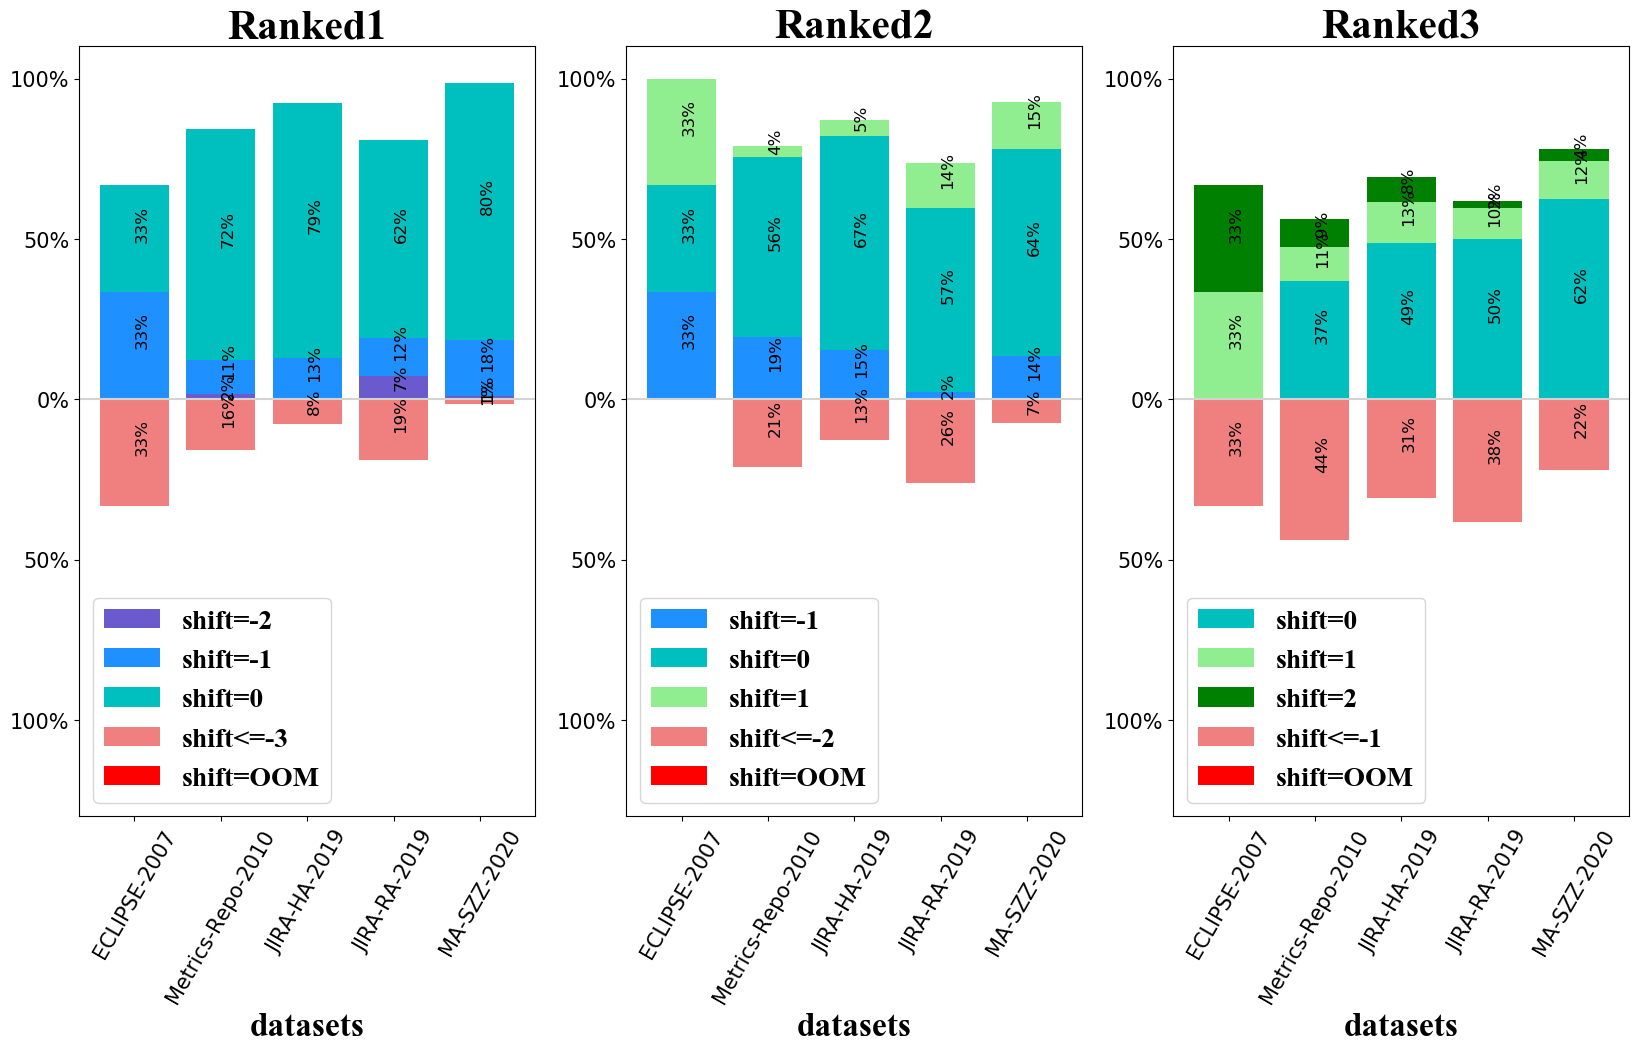 Ranked1
100%
50%
0%
50%
100%
33%
33%
33%
72%
11%
2%
16%
79%
13%
8%
62%
12%
7%
19%
80%
18%
1%
1%
shift=-2
shift=-1
shift=0
shift<=-3
shift=OOM
ECLIPSE-2007
Metrics-Repo-2010
JIRA-HA-2019
JIRA-RA-2019
MA-SZZ-2020
datasets
Ranked2
100%
50%
0%
50%
100%
33%
33%
33%
4%
56%
19%
21%
5%
67%
15%
13%
14%
57%
2%
26%
15%
64%
14%
7%
shift=-1
shift=0
shift=1
shift<=-2
shift=OOM
ECLIPSE-2007
Metrics-Repo-2010
JIRA-HA-2019
JIRA-RA-2019
MA-SZZ-2020
datasets
Ranked3
100%
50%
0%
50%
100%
33%
33%
33%
9%
11%
37%
44%
8%
13%
49%
31%
2%
10%
50%
38%
4%
12%
62%
22%
shift=0
shift=1
shift=2
shift<=-1
shift=OOM
ECLIPSE-2007
Metrics-Repo-2010
JIRA-HA-2019
JIRA-RA-2019
MA-SZZ-2020
datasets